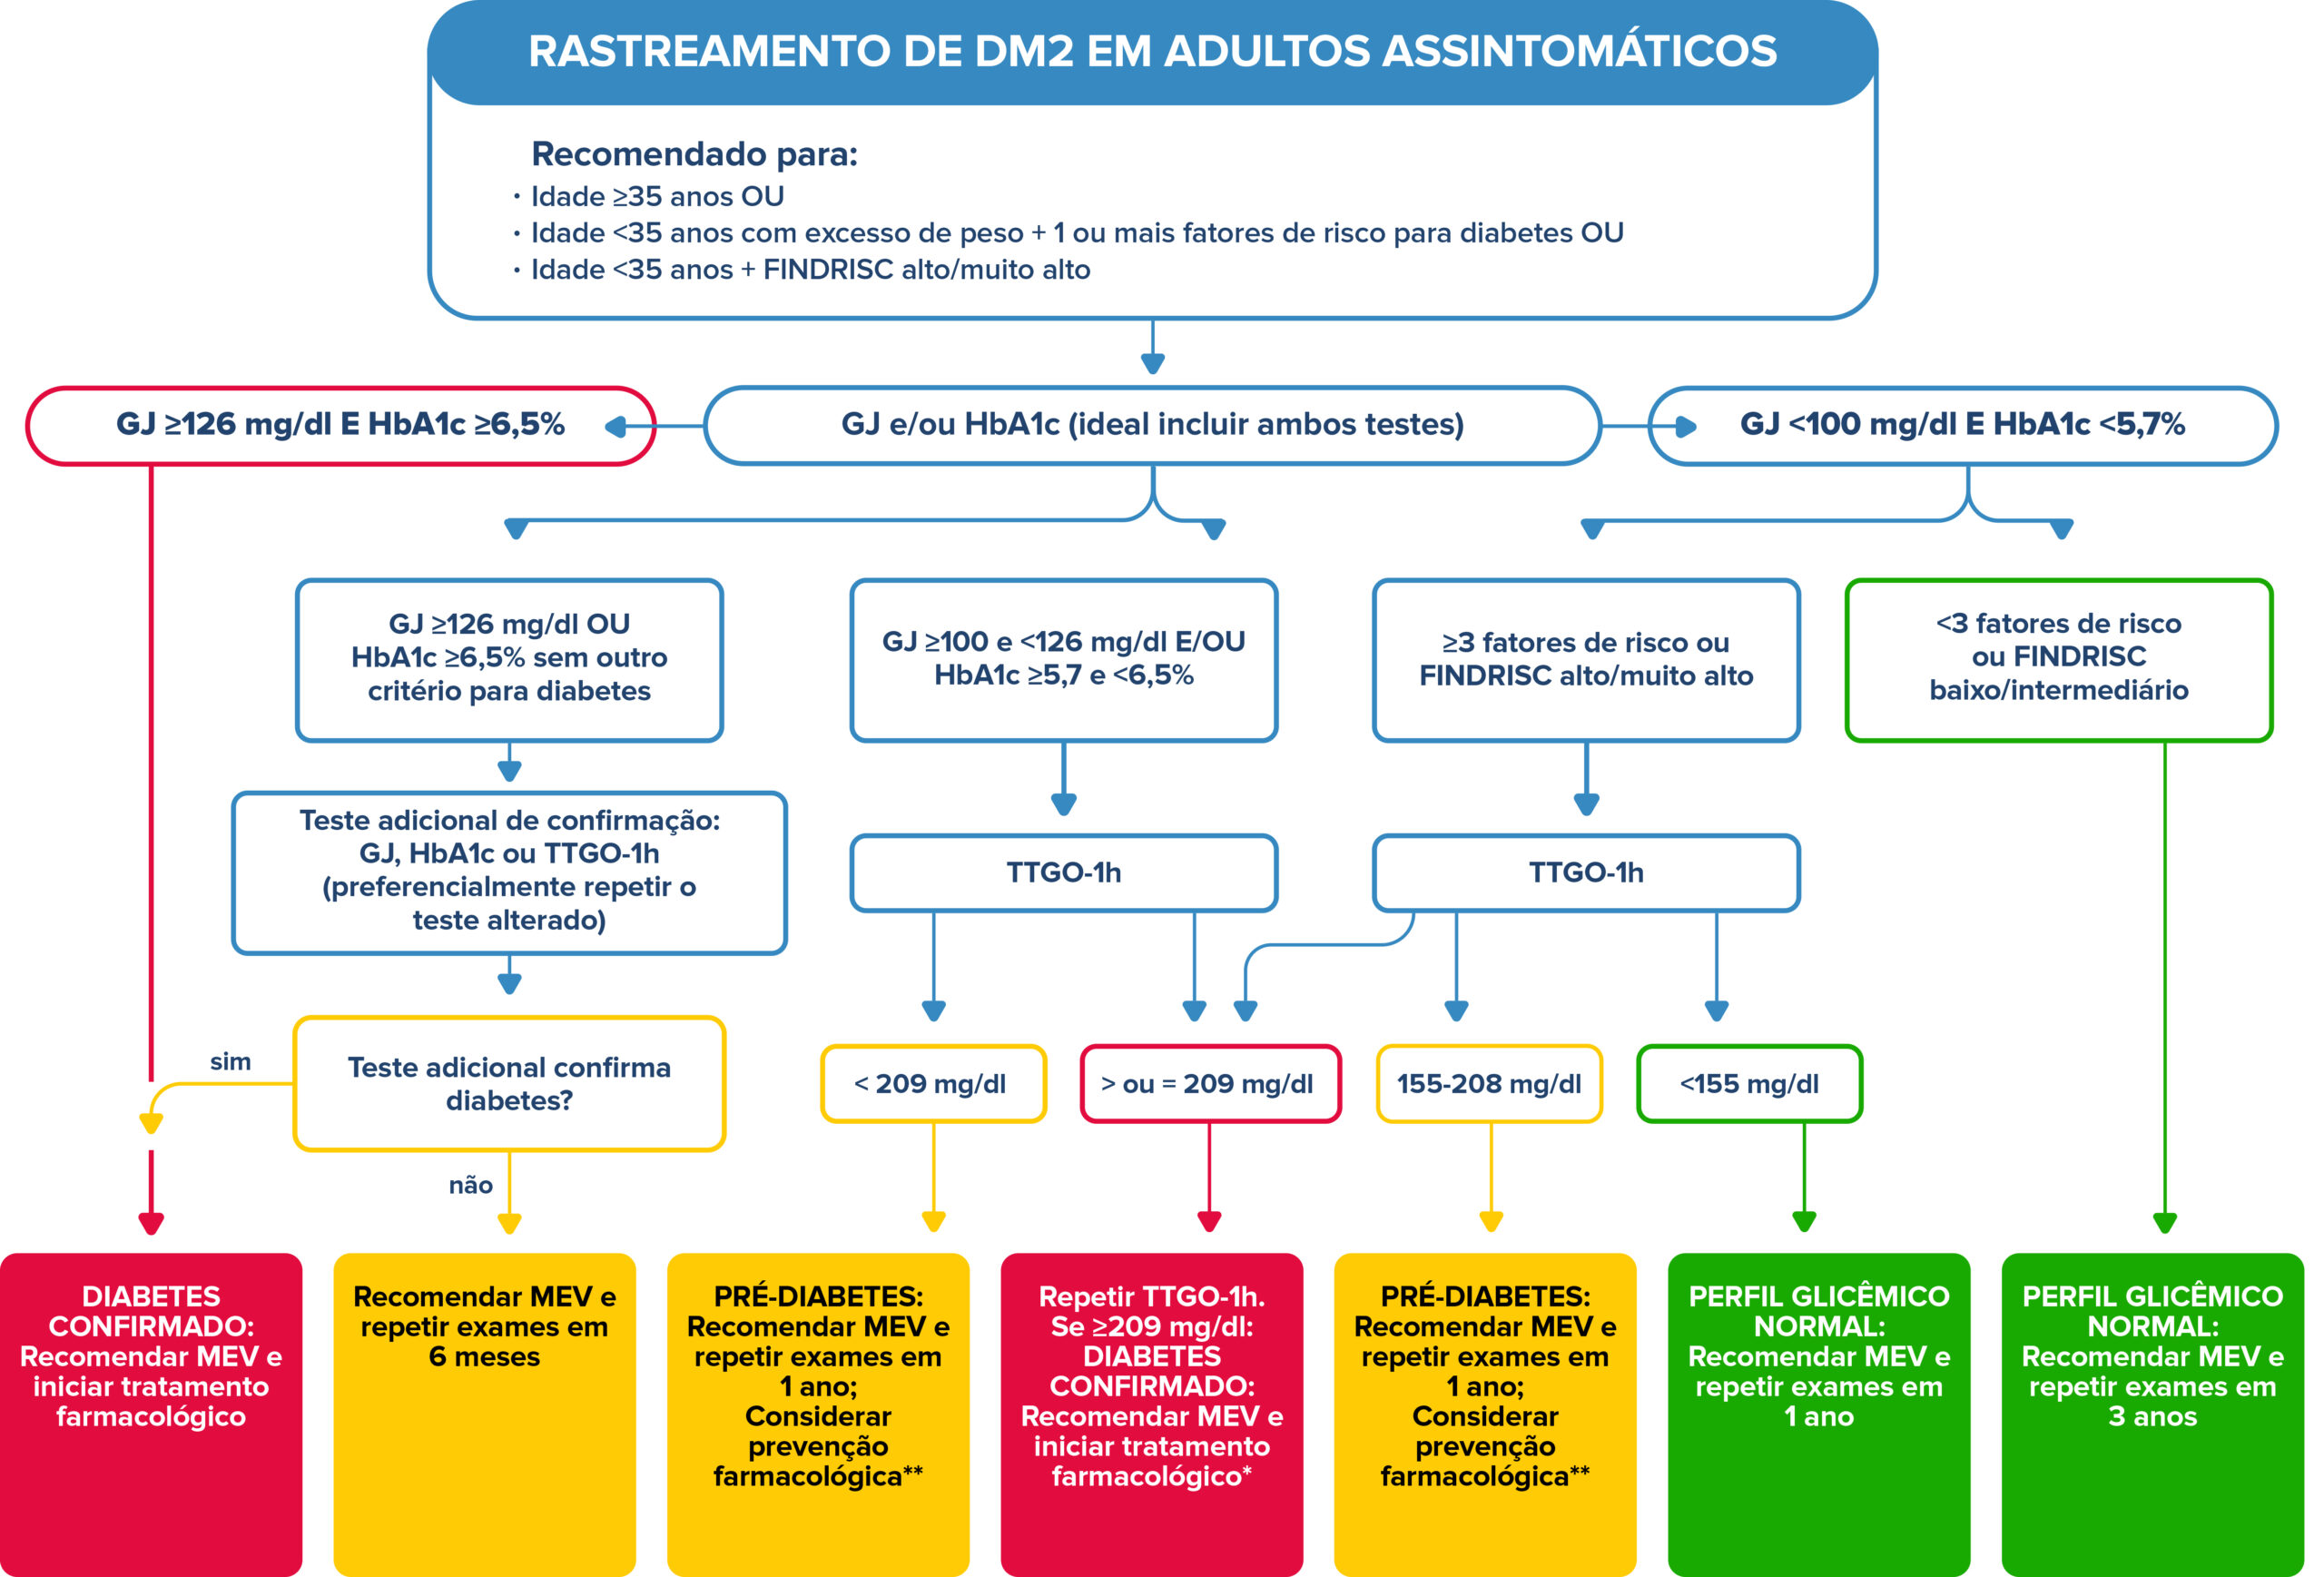 RASTREAMENTO DE DM2 EM ADULTOS ASSINTOMÁTICOS
Recomendado para:
· Idade ≥35 anos OU
· Idade <35 anos com excesso de peso + 1 ou mais fatores de risco para diabetes OU
· Idade <35 anos + FINDRISC alto/muito alto
GJ ≥126 mg/dl E HbA1c ≥6,5%
GJ e/ou HbA1c (ideal incluir ambos testes)
GJ <100 mg/dl E HbA1c <5,7%
GJ ≥126 mg/dl OU
HbA1c ≥6,5% sem outro
critério para diabetes
GJ ≥100 e <126 mg/dl E/OU
HbA1c ≥5,7 e <6,5%
≥3 fatores de risco ou
FINDRISC alto/muito alto
<3 fatores de risco
ou FINDRISC
baixo/intermediário
Teste adicional de confirmação:
GJ, HbA1c ou TTGO-1h
(preferencialmente repetir o
teste alterado)
TTGO-1h
TTGO-1h
sim
Teste adicional confirma
diabetes?
não
< 209 mg/dl
> ou = 209 mg/dl
155-208 mg/dl
<155 mg/dl
DIABETES
CONFIRMADO:
Recomendar MEV e
iniciar tratamento
farmacológico
Recomendar MEV e
repetir exames em
6 meses
PRÉ-DIABETES:
Recomendar MEV e
repetir exames em
1 ano;
Considerar
prevenção
farmacológica**
Repetir TTGO-1h.
Se ≥209 mg/dl:
DIABETES
CONFIRMADO:
Recomendar MEV e
iniciar tratamento
farmacológico*
PRÉ-DIABETES:
Recomendar MEV e
repetir exames em
1 ano;
Considerar
prevenção
farmacológica**
PERFIL GLICÊMICO
NORMAL:
Recomendar MEV e
repetir exames em
1 ano
PERFIL GLICÊMICO
NORMAL:
Recomendar MEV e
repetir exames em
3 anos